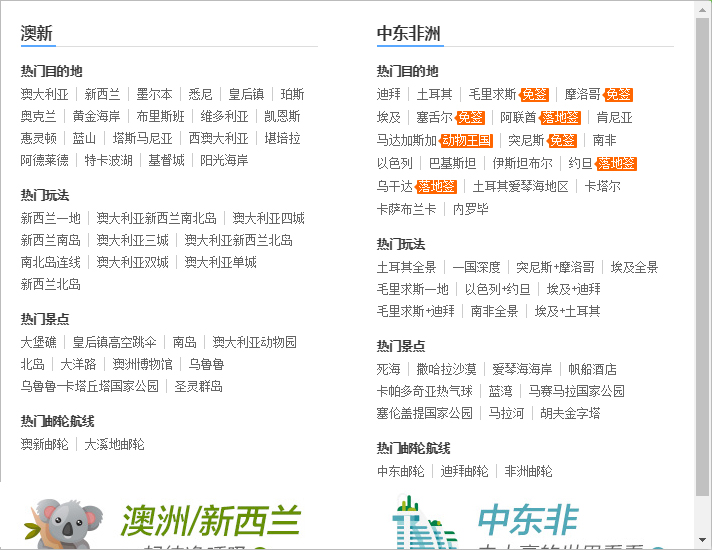 澳新
热门目的地
澳大利亚 新西兰 墨尔本 悉尼 皇后镇 珀斯
奥克兰 黄金海岸 布里斯班 维多利亚 凯恩斯
惠灵顿 蓝山 塔斯马尼亚 西澳大利亚 堪培拉
阿德莱德 特卡波湖 基督城 阳光海岸
热门玩法
新西兰一地 澳大利亚新西兰南北岛 澳大利亚四城
新西兰南岛 澳大利亚三城 澳大利亚新西兰北岛
南北岛连线 澳大利亚双城 澳大利亚单城
新西兰北岛
热门景点
大堡礁 皇后镇高空跳伞 南岛 澳大利亚动物园
北岛 大洋路 澳洲博物馆 乌鲁鲁
乌鲁鲁-卡塔丘塔国家公园 圣灵群岛
热门邮轮航线
澳新邮轮 大溪地邮轮
澳洲/新西兰
中东非洲
热门目的地
迪拜 土耳其 毛里求斯 免签 摩洛哥 免签
埃及 塞舌尔 免签 阿联酋 落地签 肯尼亚
马达加斯加 动物王国 突尼斯 免签 南非
以色列 巴基斯坦 伊斯坦布尔 约旦 落地签
乌干达 落地签 土耳其爱琴海地区 卡塔尔
卡萨布兰卡 内罗毕
热门玩法
土耳其全景 一国深度 突尼斯+摩洛哥 埃及全景
毛里求斯一地 以色列+约旦 埃及+迪拜
毛里求斯+迪拜 南非全景 埃及+土耳其
热门景点
死海 撒哈拉沙漠 爱琴海海岸 帆船酒店
卡帕多奇亚热气球 蓝湾 马赛马拉国家公园
塞伦盖提国家公园 马拉河 胡夫金字塔
热门邮轮航线
中东邮轮 迪拜邮轮 非洲邮轮
中东非